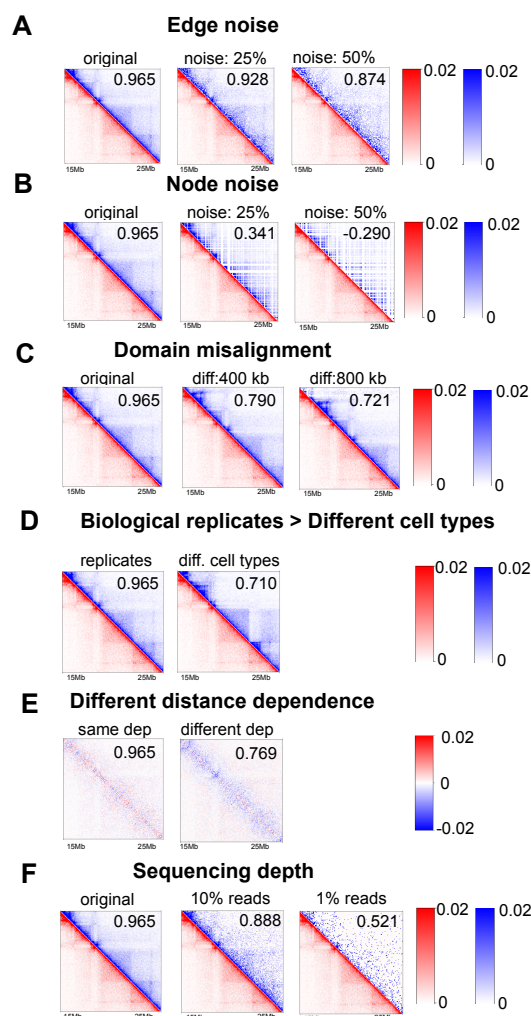 A Edge noise
original noise: 25% noise: 50%
0.965 0.928 0.874 0.02 0.02
0 0
15Mb 25Mb
B Node noise
original noise: 25% noise: 50%
0.965 0.341 -0.290 0.02 0.02
0 0
15Mb 25Mb 15Mb 25Mb 15Mb 25Mb
C Domain misalignment
original diff:400 kb diff:800 kb
0.965 0.790 0.721 0.02 0.02
0 0
15Mb 25Mb 15Mb 25Mb 15Mb 25Mb
D Biological replicates > Different cell types
replicates diff. cell types
0.965 0.710 0.02 0.02
0 0
15Mb 25Mb 15Mb 25Mb
E Different distance dependence
same dep different dep
0.965 0.769 0.02
0
-0.02
15Mb 25Mb 15Mb 25Mb
F Sequencing depth
original 10% reads 1% reads
0.965 0.888 0.521 0.02 0.02
0 0
15Mb 25Mb 15Mb 25Mb 15Mb 25Mb